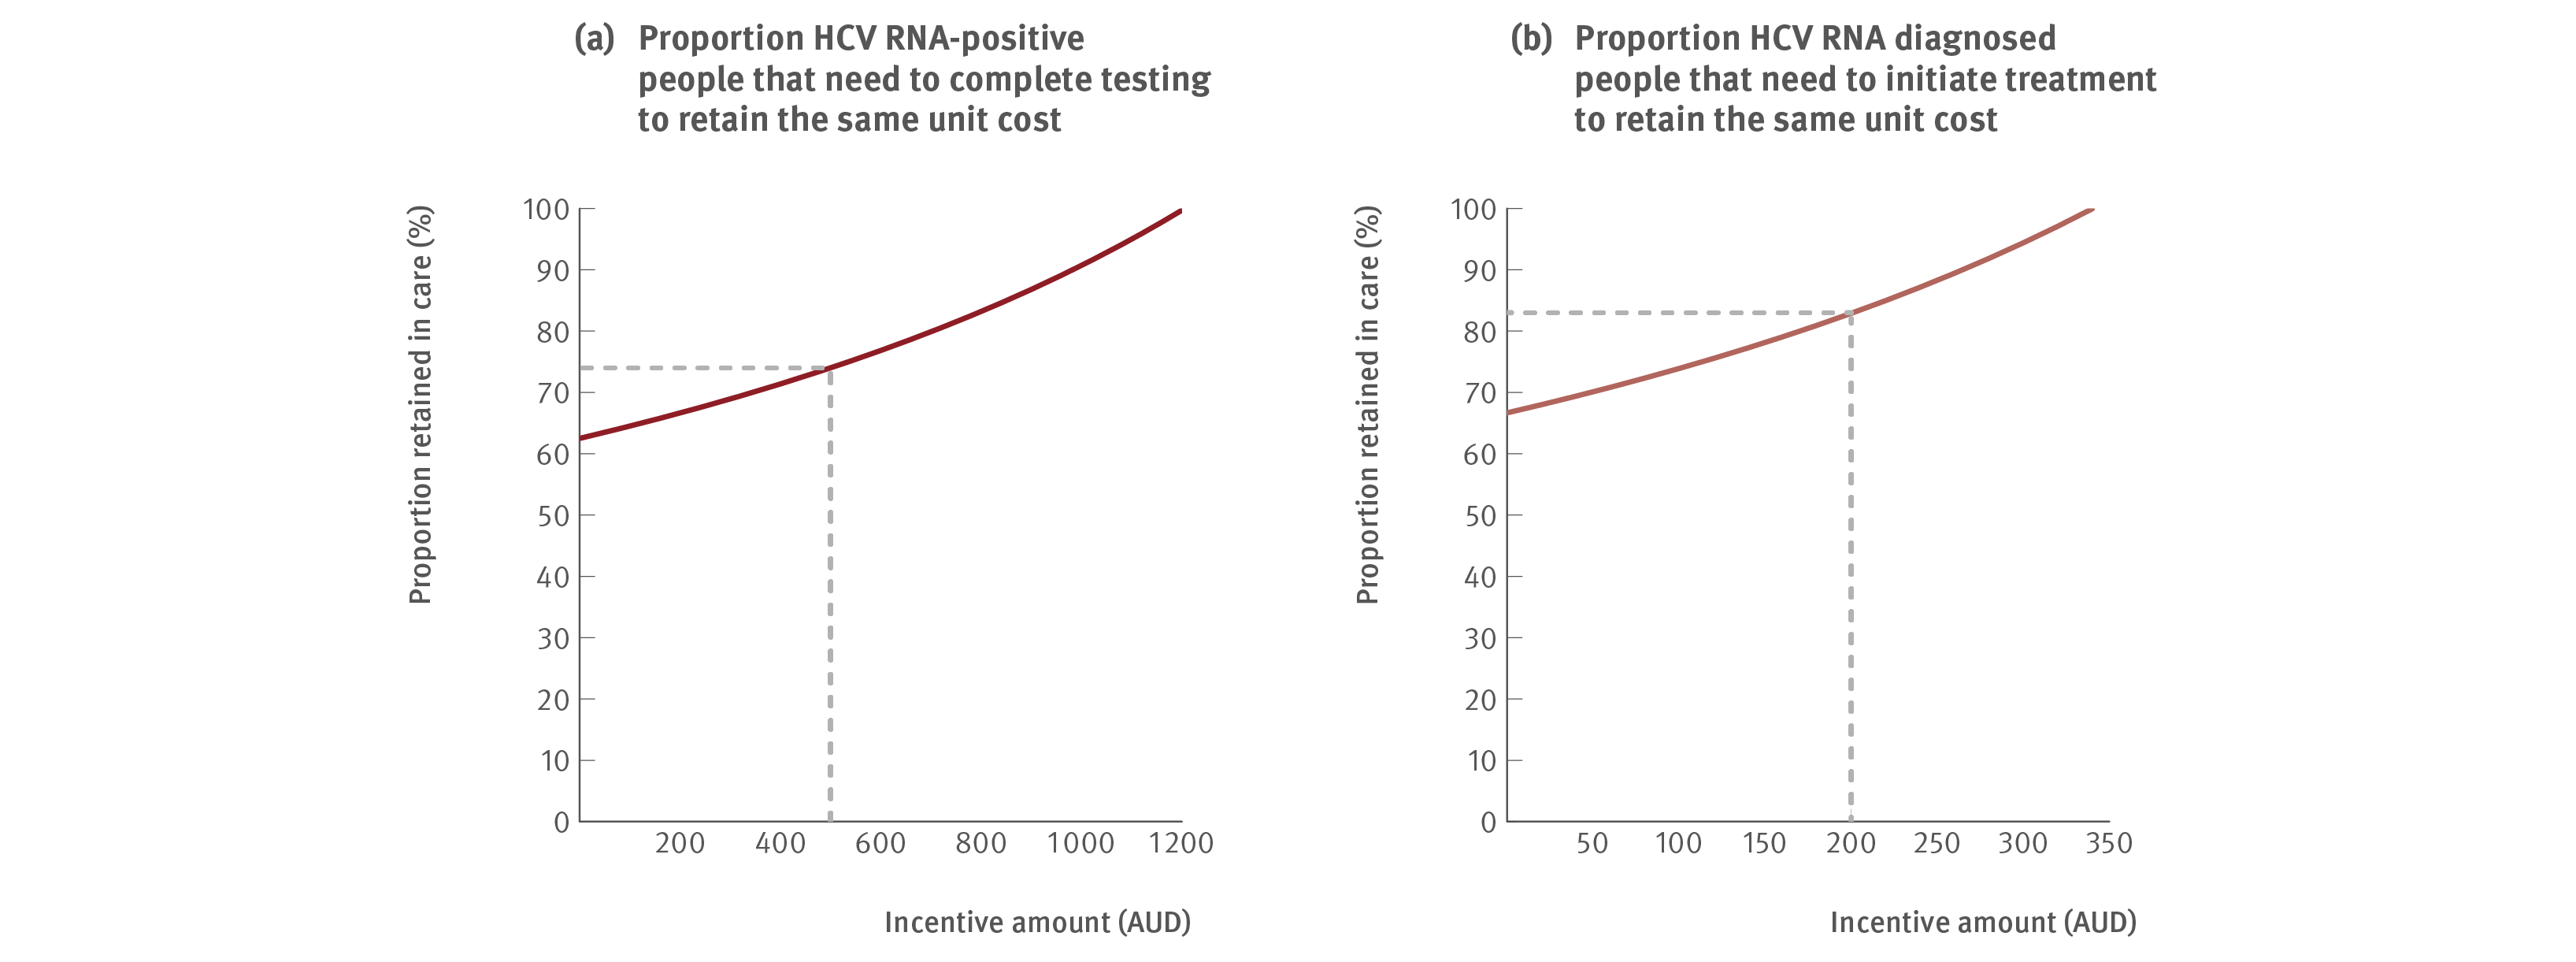 (a) Proportion HCV RNA-positive
people that need to complete testing
to retain the same unit cost
Proportion retained in care (%)
100
90
80
70
60
50
40
30
20
10
0
200 400 600 800 1000 1200
Incentive amount (AUD)
(b) Proportion HCV RNA diagnosed
people that need to initiate treatment
to retain the same unit cost
Proportion retained in care (%)
100
90
80
70
60
50
40
30
20
10
0
50 100 150 200 250 300 350
Incentive amount (AUD)